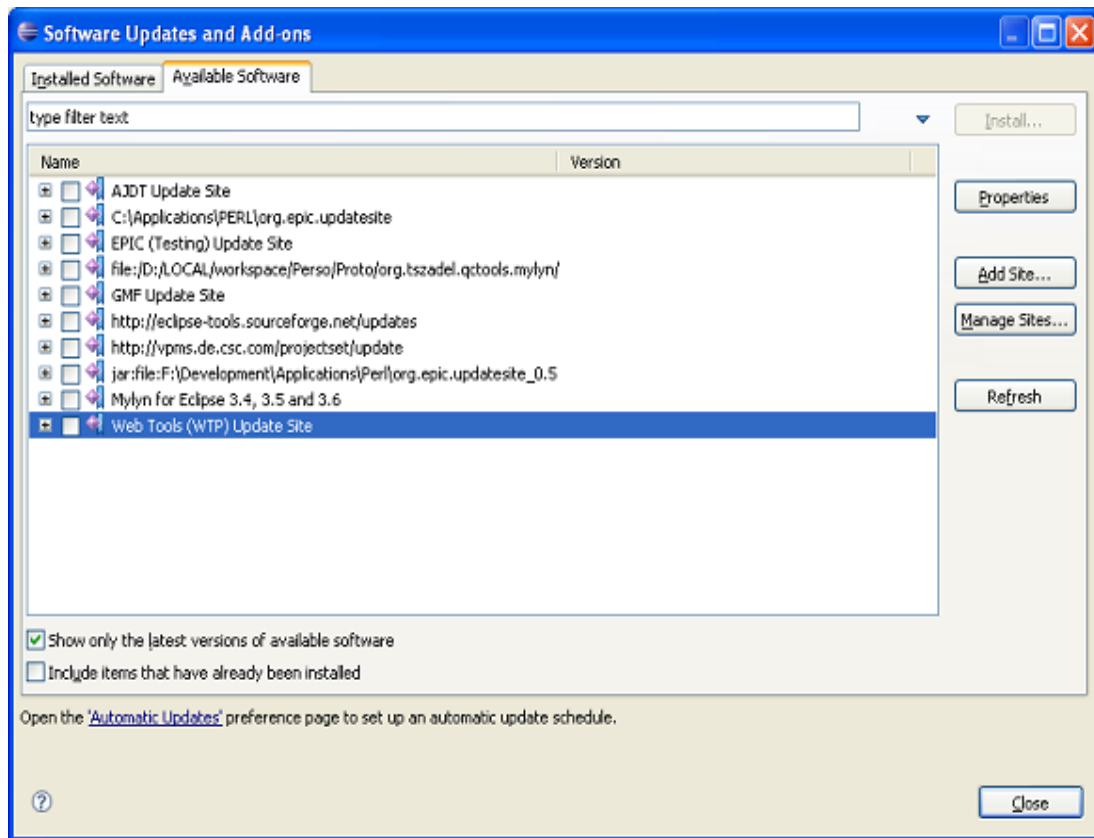 Software Updates and Add-ons
Installed Software Available Software
type filter text Install...
Name Version
AJDT Update Site
C:\Applications\PERL\org.epic.updatesite Properties
EPIC (Testing) Update Site
file:/D:/LOCAL/workspace/Perso/Proto/org.tszadel.qctools.mylyn/ Add Site...
GMF Update Site
http://eclipse-tools.sourceforge.net/updates Manage Sites...
http://vpms.de.csc.com/projectset/update
jar:file:F:\Development\Applications\Perl\org.epic.updatesite_0.5
Mylyn for Eclipse 3.4, 3.5 and 3.6 Refresh
Web Tools (WTP) Update Site
Show only the latest versions of available software
Include items that have already been installed
Open the 'Automatic Updates' preference page to set up an automatic update schedule.
? Close